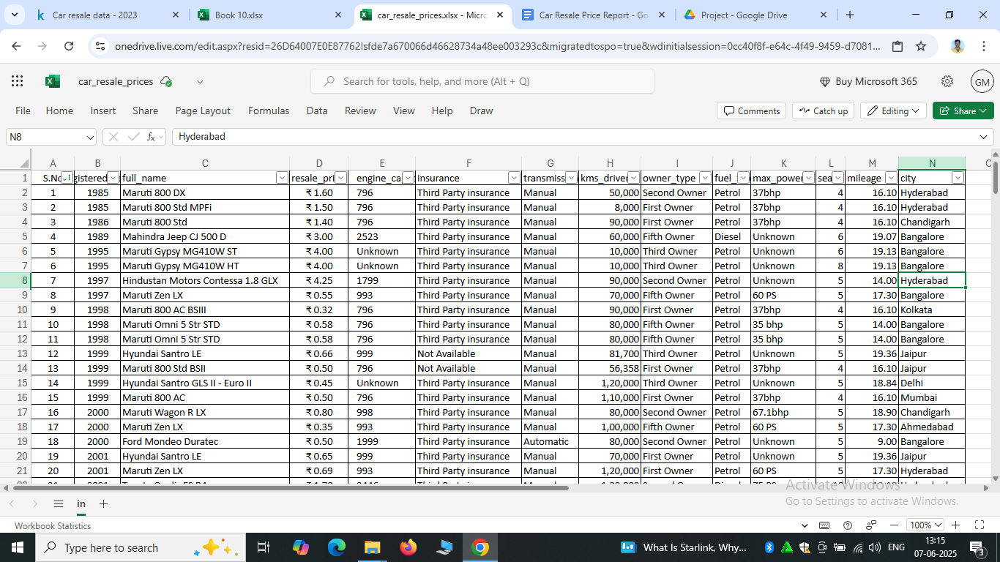 Car resale data - 2023 Book 10.xlsx car_resale_prices.xlsx - Micro Car Resale Price Report - Go Project - Google Drive
onedrive.live.com/edit.aspx?resid=26D64007E0E87762!sfde7a670066d46628734a48ee003293c&migratedtospo=true&wdinitialsession=0cc40f8f-e64c-4f49-9459-d7081...
car_resale_prices Search for tools, help, and more (Alt + Q) Buy Microsoft 365 GM
File Home Insert Share Page Layout Formulas Data Review View Help Draw Comments Catch up Editing Share
N8 fx Hyderabad
A B C D E F G H I J K L M N
1 S.No gistered full_name resale_pri engine_ca insurance transmiss kms_driver owner_type fuel_ max_power sea mileage city
2 1 1985 Maruti 800 DX ₹ 1.60 796 Third Party insurance Manual 50,000 Second Owner Petrol 37bhp 4 16.10 Hyderabad
3 2 1985 Maruti 800 Std MPFi ₹ 1.50 796 Third Party insurance Manual 8,000 First Owner Petrol 37bhp 4 16.10 Hyderabad
4 3 1986 Maruti 800 Std ₹ 1.40 796 Third Party insurance Manual 90,000 First Owner Petrol 37bhp 4 16.10 Chandigarh
5 4 1989 Mahindra Jeep CJ 500 D ₹ 3.00 2523 Third Party insurance Manual 60,000 Fifth Owner Diesel Unknown 6 19.07 Bangalore
6 5 1995 Maruti Gypsy MG410W ST ₹ 4.00 Unknown Third Party insurance Manual 10,000 Third Owner Petrol Unknown 6 19.13 Bangalore
7 6 1995 Maruti Gypsy MG410W HT ₹ 4.00 Unknown Third Party insurance Manual 10,000 Third Owner Petrol Unknown 8 19.13 Bangalore
8 7 1997 Hindustan Motors Contessa 1.8 GLX ₹ 4.25 1799 Third Party insurance Manual 90,000 Second Owner Petrol Unknown 5 14.00 Hyderabad
9 8 1997 Maruti Zen LX ₹ 0.55 993 Third Party insurance Manual 70,000 Fifth Owner Petrol 60 PS 5 17.30 Bangalore
10 9 1998 Maruti 800 AC BSIII ₹ 0.32 796 Third Party insurance Manual 90,000 First Owner Petrol 37bhp 4 16.10 Kolkata
11 10 1998 Maruti Omni 5 Str STD ₹ 0.58 796 Third Party insurance Manual 80,000 Fifth Owner Petrol 35 bhp 5 14.00 Bangalore
12 11 1998 Maruti Omni 5 Str STD ₹ 0.58 796 Third Party insurance Manual 80,000 Fifth Owner Petrol 35 bhp 5 14.00 Bangalore
13 12 1999 Hyundai Santro LE ₹ 0.66 999 Not Available Manual 81,700 Third Owner Petrol Unknown 5 19.36 Jaipur
14 13 1999 Maruti 800 Std BSII ₹ 0.50 796 Not Available Manual 56,358 First Owner Petrol 37bhp 4 16.10 Jaipur
15 14 1999 Hyundai Santro GLS II - Euro II ₹ 0.45 Unknown Third Party insurance Manual 1,20,000 Third Owner Petrol Unknown 5 18.84 Delhi
16 15 1999 Maruti 800 AC ₹ 0.50 796 Third Party insurance Manual 1,10,000 First Owner Petrol 37bhp 4 16.10 Mumbai
17 16 2000 Maruti Wagon R LX ₹ 0.80 998 Third Party insurance Manual 80,000 Second Owner Petrol 67.1bhp 5 18.90 Chandigarh
18 17 2000 Maruti Zen LX ₹ 0.35 993 Third Party insurance Manual 1,00,000 Fifth Owner Petrol 60 PS 5 17.30 Ahmedabad
19 18 2000 Ford Mondeo Duratec ₹ 0.50 1999 Third Party insurance Automatic 80,000 Second Owner Petrol Unknown 5 9.00 Bangalore
20 19 2001 Hyundai Santro LE ₹ 0.65 999 Third Party insurance Manual 70,000 First Owner Petrol Unknown 5 19.36 Jaipur
21 20 2001 Maruti Zen LX ₹ 0.69 993 Third Party insurance Manual 1,20,000 First Owner Petrol 60 PS 5 17.30 Hyderabad
Activate Windows
Go to Settings to activate Windows.
in
Workbook Statistics 100%
Type here to search What Is Starlink, Why... ENG 13:15
07-06-2025 3